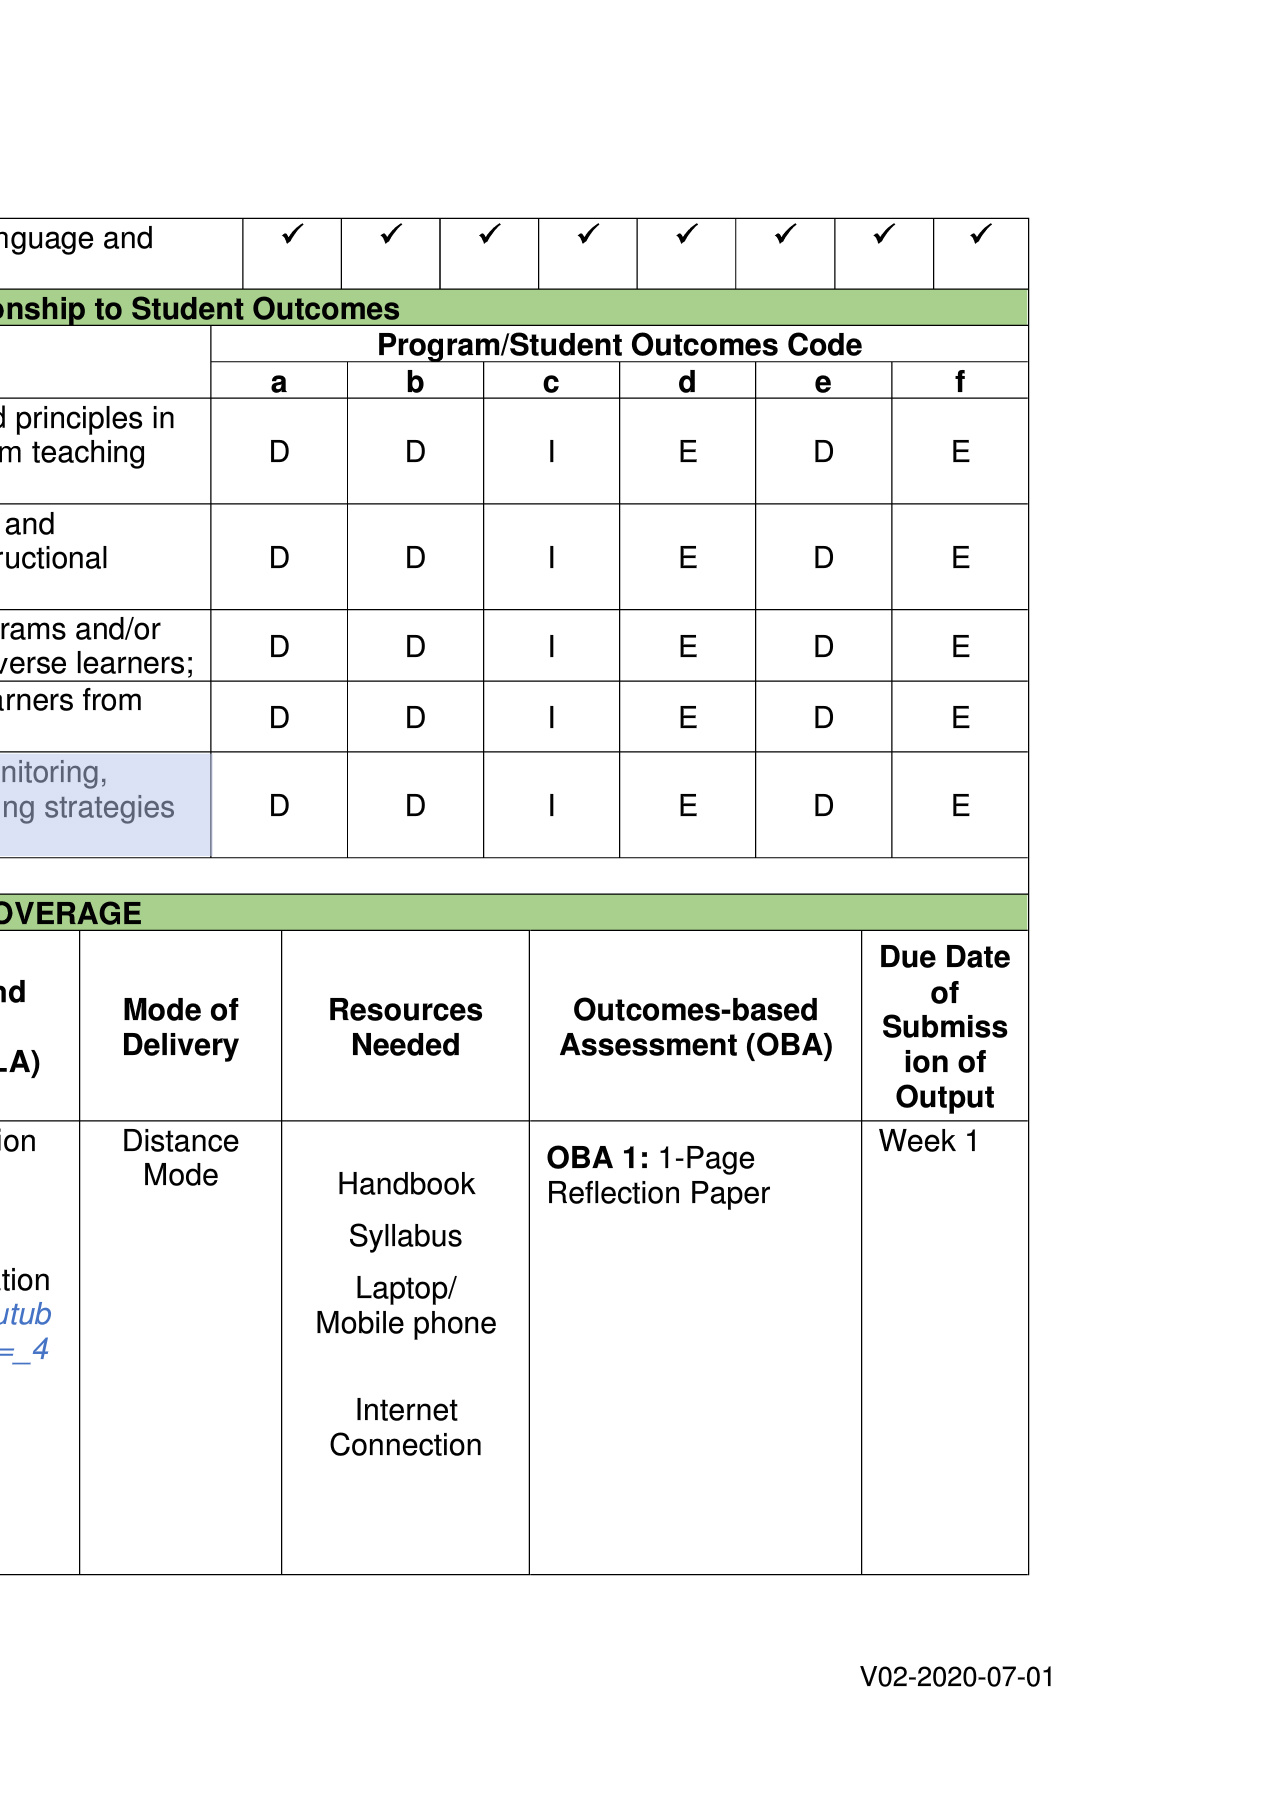 nguage and ✓ ✓ ✓ ✓ ✓ ✓ ✓ ✓
onship to Student Outcomes
Program/Student Outcomes Code
a b c d e f
d principles in
m teaching
D D I E D E
and
ructional
D D I E D E
rams and/or
verse learners;
D D I E D E
arners from
D D I E D E
nitoring,
ng strategies
D D I E D E
OVERAGE
nd
LA)
Mode of
Delivery
Resources
Needed
Outcomes-based
Assessment (OBA)
Due Date
of
Submiss
ion of
Output
ion
tion
utub
=_4
Distance
Mode
Handbook
Syllabus
Laptop/
Mobile phone
Internet
Connection
OBA 1: 1-Page
Reflection Paper
Week 1
V02-2020-07-01